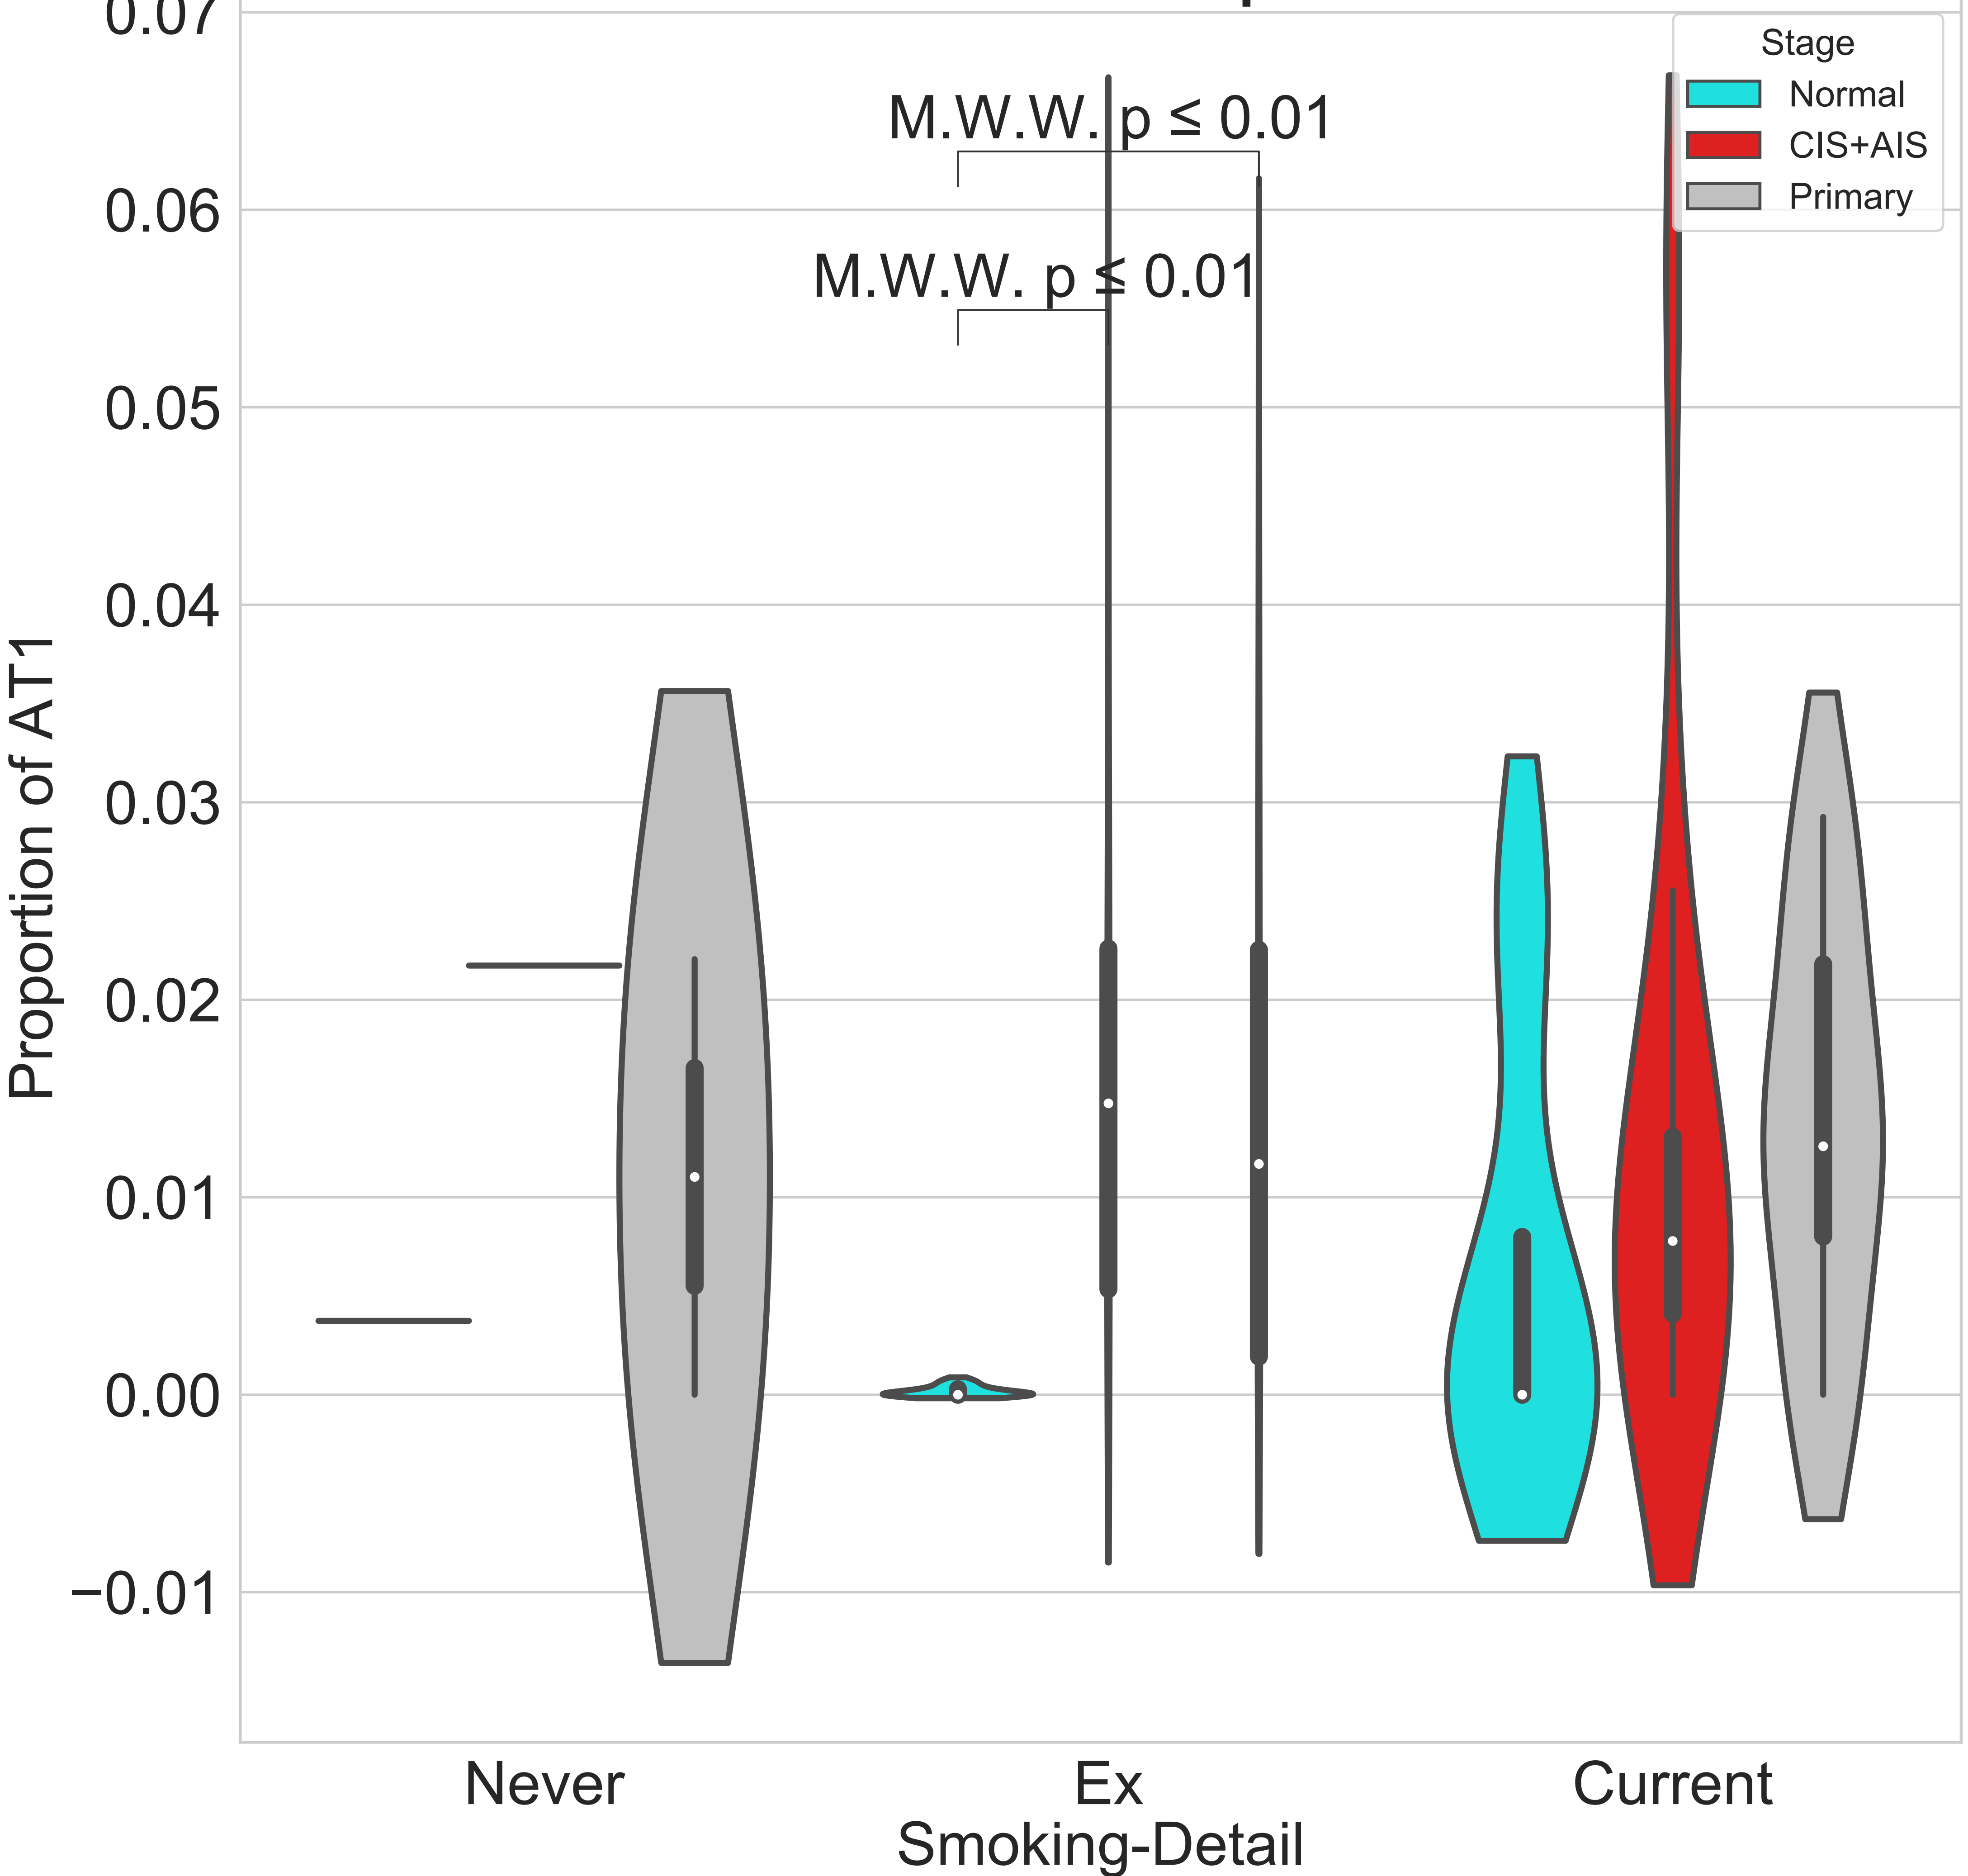 0.07
Stage
Normal
CIS+AIS
Primary
M.W.W. p ≤ 0.01
0.06
M.W.W. p ≤ 0.01
0.05
0.04
Proportion of AT1
0.03
0.02
0.01
0.00
−0.01
Never Ex Current
Smoking-Detail